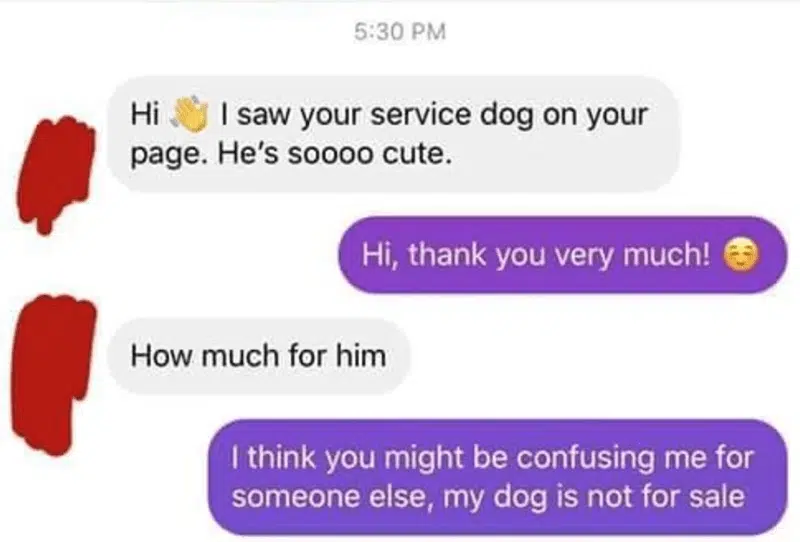 5:30 PM
Hi 👋 I saw your service dog on your
page. He's soooo cute.
Hi, thank you very much! ☺️
How much for him
I think you might be confusing me for
someone else, my dog is not for sale